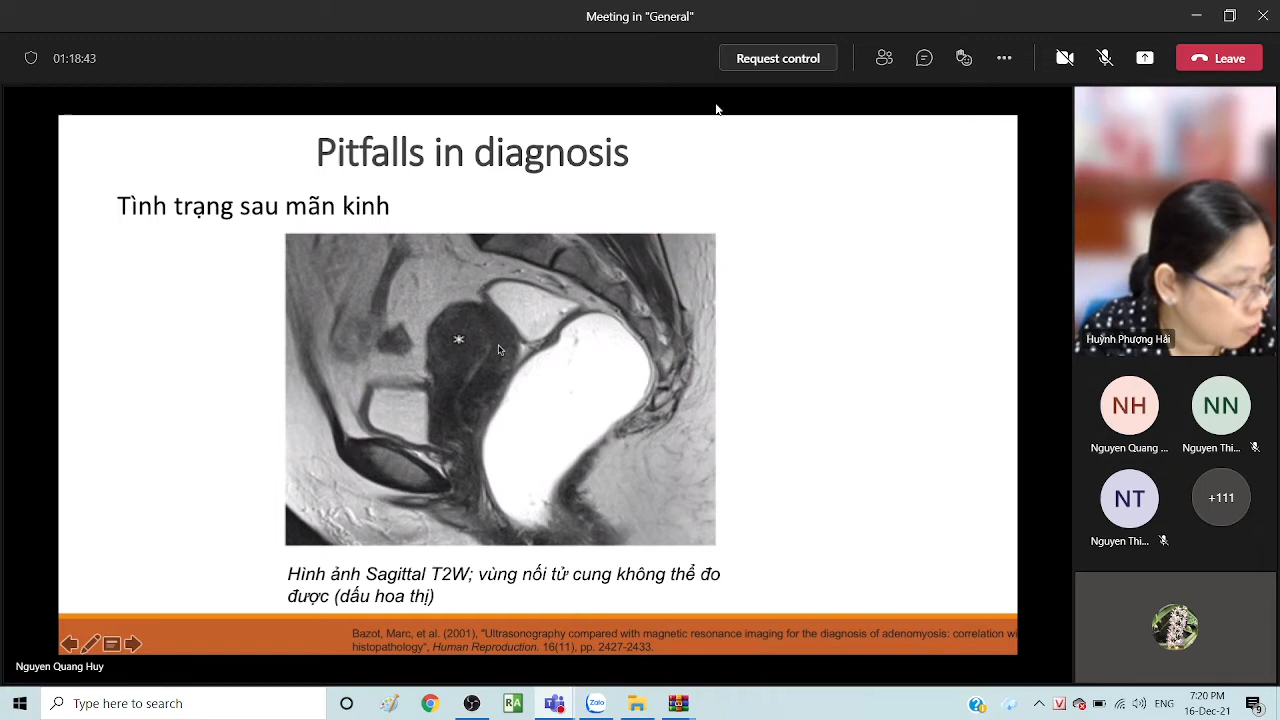 Meeting in "General"
01:18:43
Request control
Leave
Pitfalls in diagnosis
Tình trạng sau mãn kinh
*
Hình ảnh Sagittal T2W; vùng nối tử cung không thể đo
được (dấu hoa thị)
Bazot, Marc, et al. (2001), "Ultrasonography compared with magnetic resonance imaging for the diagnosis of adenomyosis: correlation wi
histopathology", Human Reproduction. 16(11), pp. 2427-2433.
Nguyen Quang Huy
Huỳnh Phương Hải
NH
NN
Nguyen Quang ...
Nguyen Thi...
NT
+111
Nguyen Thi...
Type here to search
RA
Zalo
V
ENG
7:20 PM
16-Dec-21
9